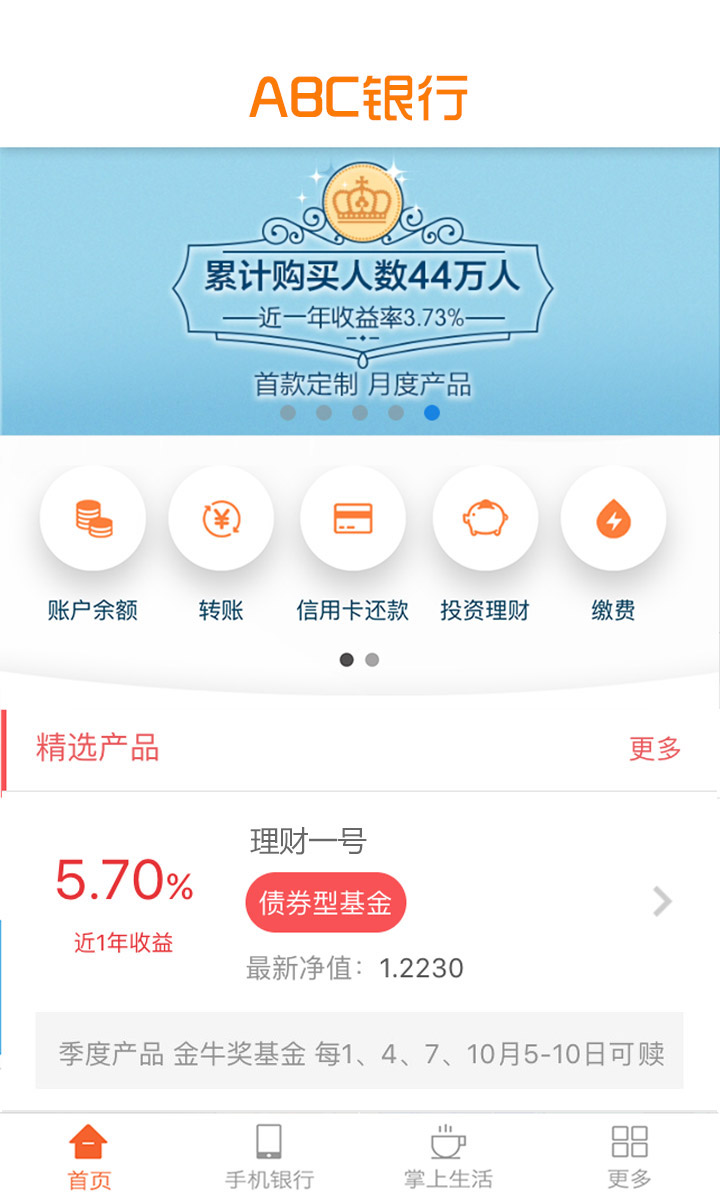 ABC银行
累计购买人数44万人
近一年收益率3.73%
首款定制 月度产品
账户余额 转账 信用卡还款 投资理财 缴费
精选产品 更多
理财一号
5.70%
债券型基金
近1年收益
最新净值：1.2230
季度产品 金牛奖基金 每1、4、7、10月5-10日可赎
首页 手机银行 掌上生活 更多